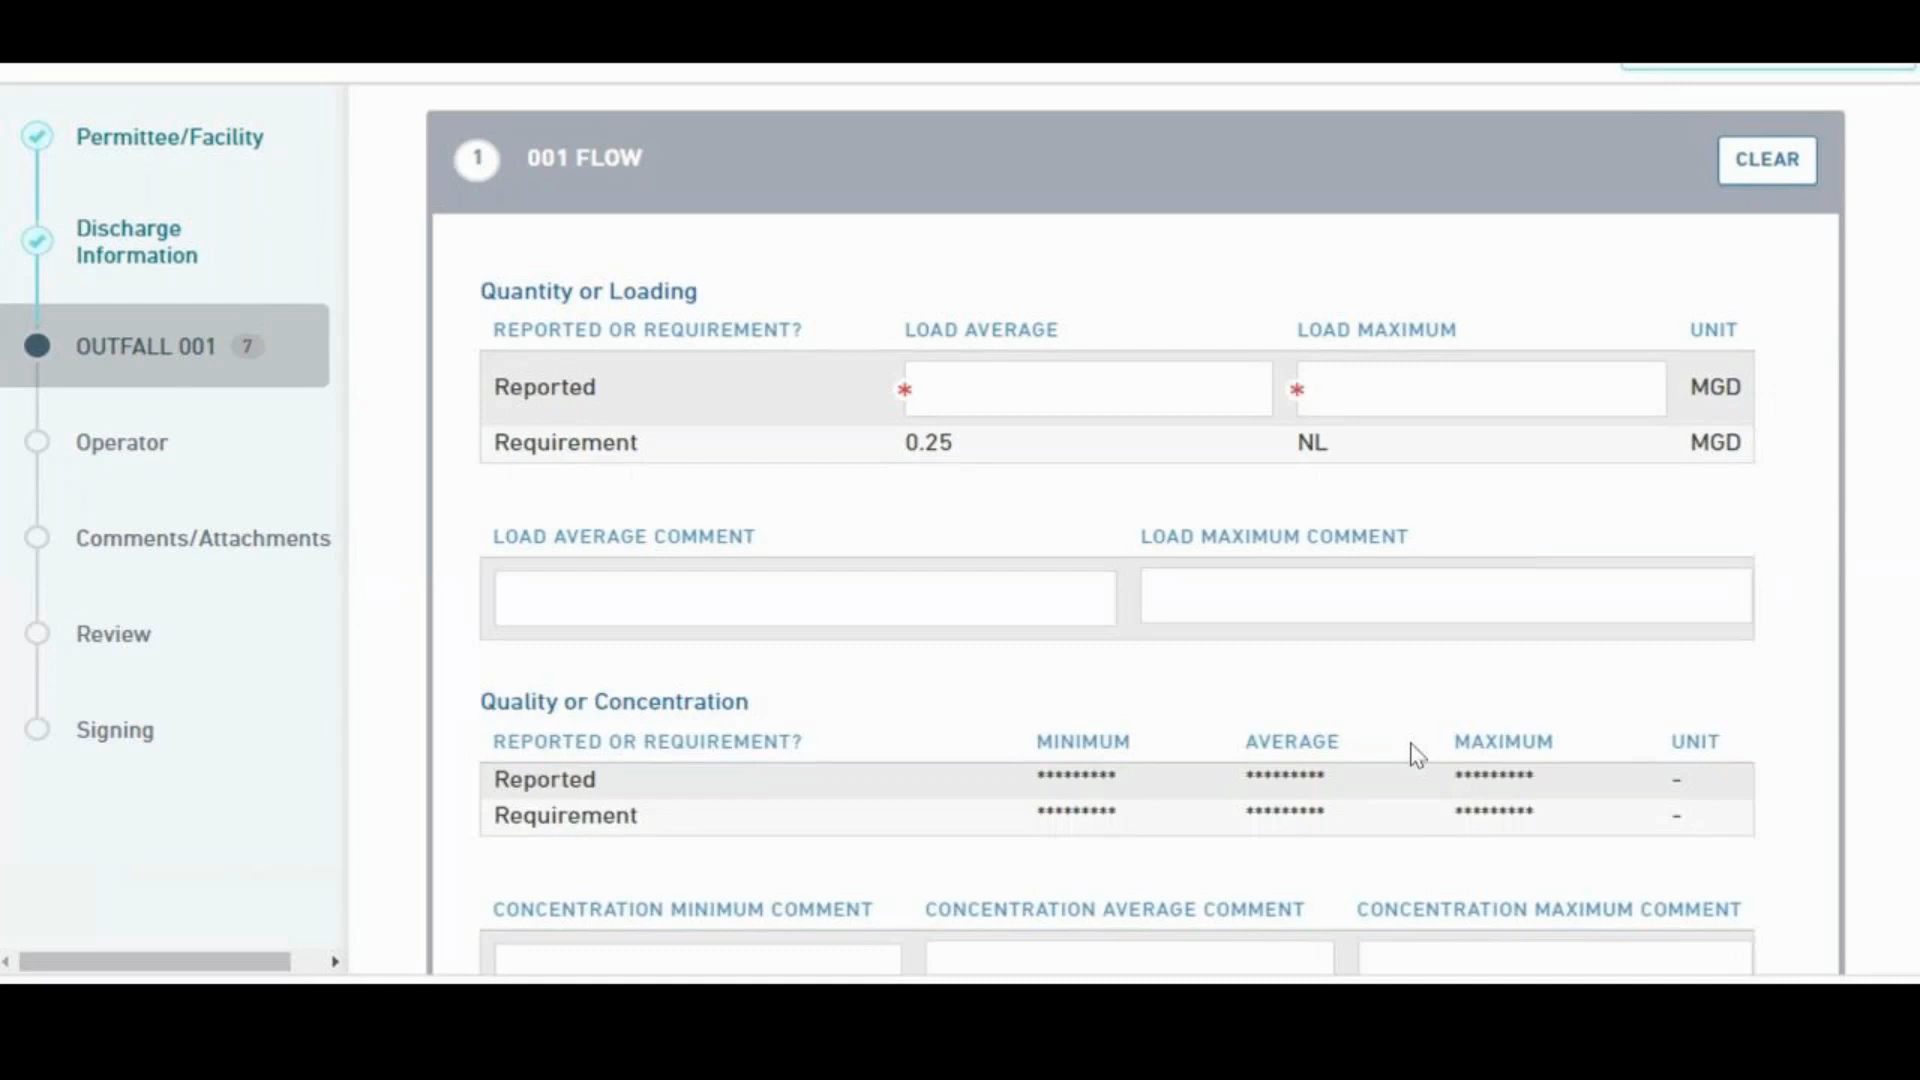 Permittee/Facility
Discharge
Information
OUTFALL 001 7
Operator
Comments/Attachments
Review
Signing
1 001 FLOW CLEAR
Quantity or Loading
REPORTED OR REQUIREMENT? LOAD AVERAGE LOAD MAXIMUM UNIT
Reported * * MGD
Requirement 0.25 NL MGD
LOAD AVERAGE COMMENT LOAD MAXIMUM COMMENT
Quality or Concentration
REPORTED OR REQUIREMENT? MINIMUM AVERAGE MAXIMUM UNIT
Reported ********* ********* ********* -
Requirement ********* ********* ********* -
CONCENTRATION MINIMUM COMMENT CONCENTRATION AVERAGE COMMENT CONCENTRATION MAXIMUM COMMENT